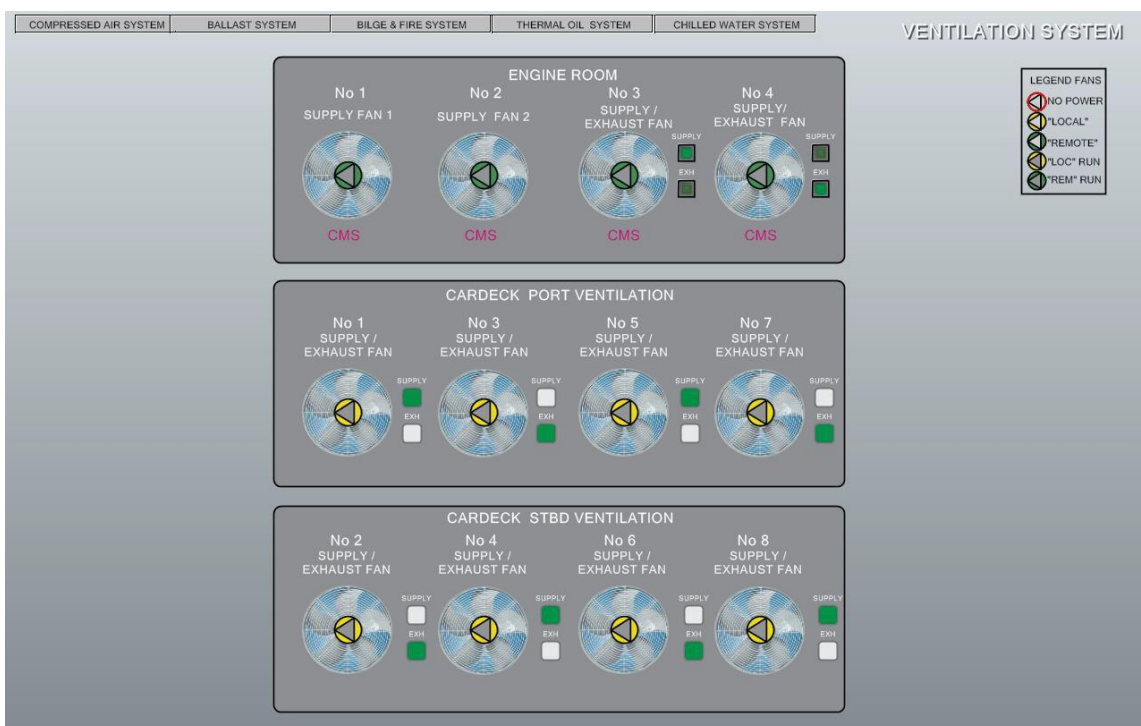 COMPRESSED AIR SYSTEM
BALLAST SYSTEM
BILGE & FIRE SYSTEM
THERMAL OIL SYSTEM
CHILLED WATER SYSTEM
VENTILATION SYSTEM
LEGEND FANS
NO POWER
"LOCAL"
"REMOTE"
"LOC" RUN
"REM" RUN
ENGINE ROOM
No 1
SUPPLY FAN 1
CMS
No 2
SUPPLY FAN 2
CMS
No 3
SUPPLY /
EXHAUST FAN
SUPPLY
EXH
CMS
No 4
SUPPLY/
EXHAUST FAN
SUPPLY
EXH
CMS
CARDECK PORT VENTILATION
No 1
SUPPLY /
EXHAUST FAN
SUPPLY
EXH
No 3
SUPPLY /
EXHAUST FAN
SUPPLY
EXH
No 5
SUPPLY /
EXHAUST FAN
SUPPLY
EXH
No 7
SUPPLY /
EXHAUST FAN
SUPPLY
EXH
CARDECK STBD VENTILATION
No 2
SUPPLY /
EXHAUST FAN
SUPPLY
EXH
No 4
SUPPLY /
EXHAUST FAN
SUPPLY
EXH
No 6
SUPPLY /
EXHAUST FAN
SUPPLY
EXH
No 8
SUPPLY /
EXHAUST FAN
SUPPLY
EXH